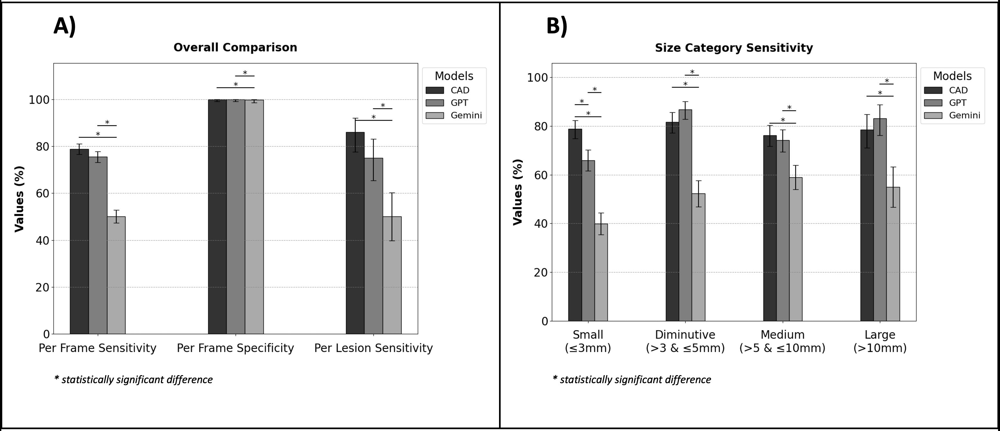 A)
Overall Comparison
Values (%)
100
80
60
40
20
0
*
*
*
*
*
*
Per Frame Sensitivity
Per Frame Specificity
Per Lesion Sensitivity
Models
CAD
GPT
Gemini
* statistically significant difference
B)
Size Category Sensitivity
Values (%)
100
80
60
40
20
0
*
*
*
*
*
*
*
*
*
Small
(≤3mm)
Diminutive
(>3 & ≤5mm)
Medium
(>5 & ≤10mm)
Large
(>10mm)
Models
CAD
GPT
Gemini
* statistically significant difference